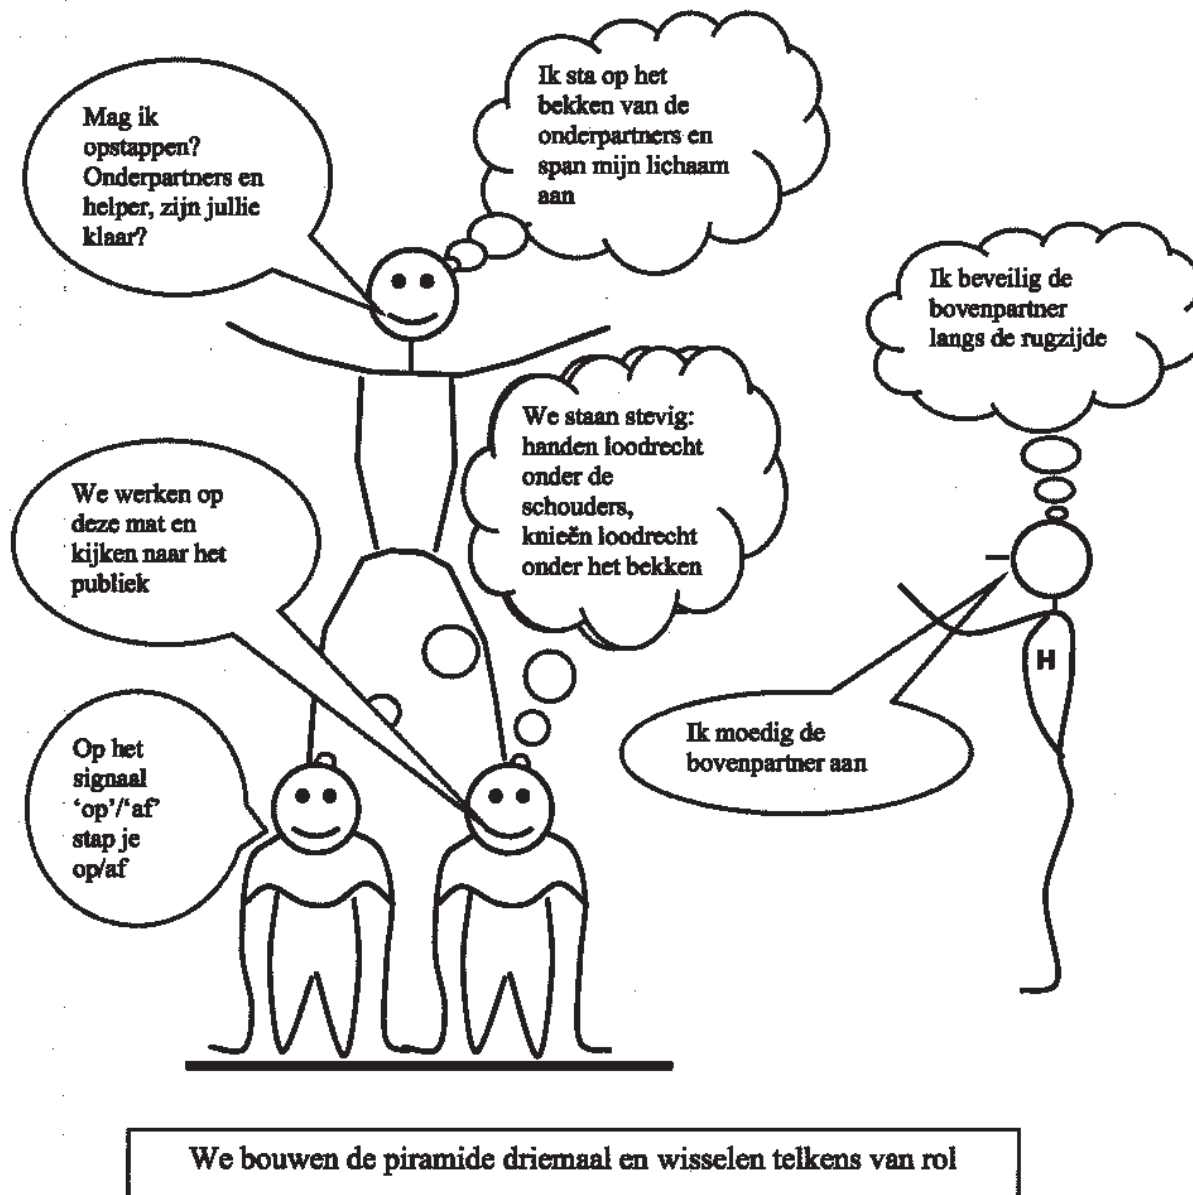 Mag ik
opstappen?
Onderpartners en
helper, zijn jullie
klaar?
Ik sta op het
bekken van de
onderpartners en
span mijn lichaam
aan
Ik beveilig de
bovenpartner
langs de rugzijde
We staan stevig:
handen loodrecht
onder de
schouders,
knieën loodrecht
onder het bekken
We werken op
deze mat en
kijken naar het
publiek
H
Ik moedig de
bovenpartner aan
Op het
signaal
‘op’/‘af’
stap je
op/af
We bouwen de piramide driemaal en wisselen telkens van rol